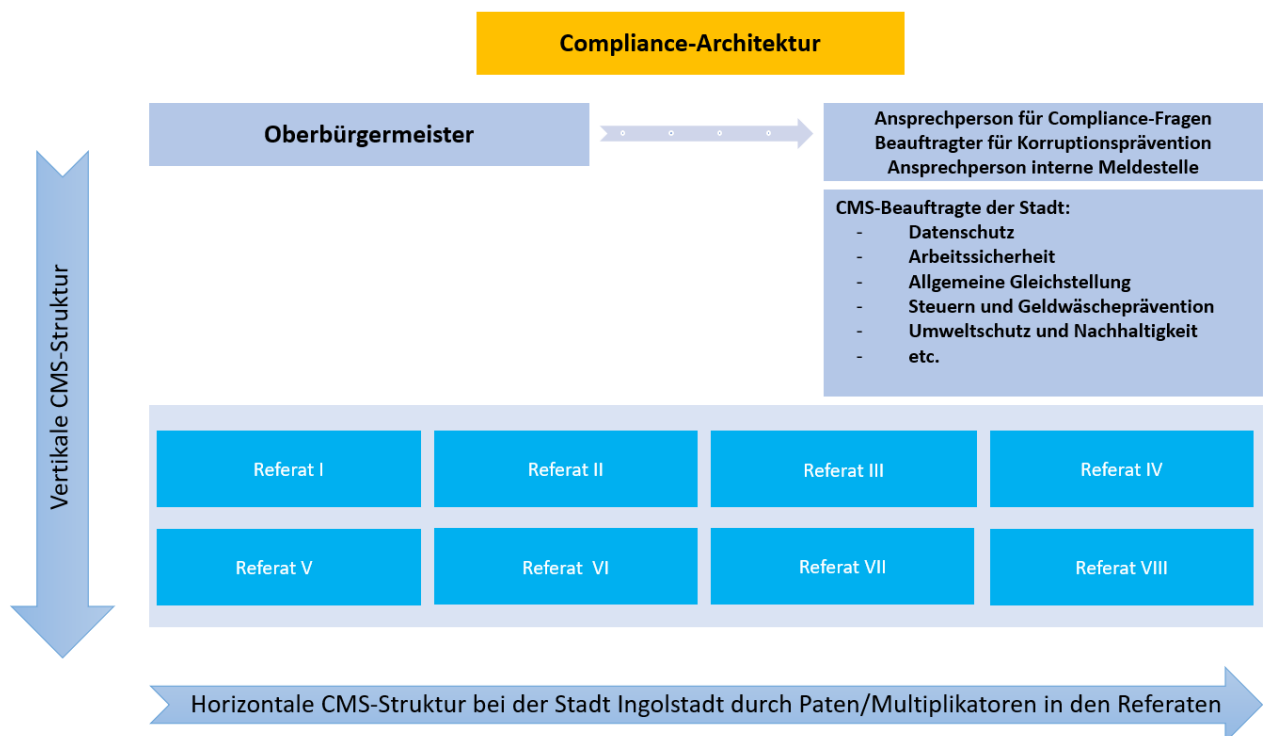 Compliance-Architektur
Oberbürgermeister
Ansprechperson für Compliance-Fragen
Beauftragter für Korruptionsprävention
Ansprechperson interne Meldestelle
CMS-Beauftragte der Stadt:
- Datenschutz
- Arbeitssicherheit
- Allgemeine Gleichstellung
- Steuern und Geldwäscheprävention
- Umweltschutz und Nachhaltigkeit
- etc.
Vertikale CMS-Struktur
Referat I
Referat II
Referat III
Referat IV
Referat V
Referat VI
Referat VII
Referat VIII
Horizontale CMS-Struktur bei der Stadt Ingolstadt durch Paten/Multiplikatoren in den Referaten